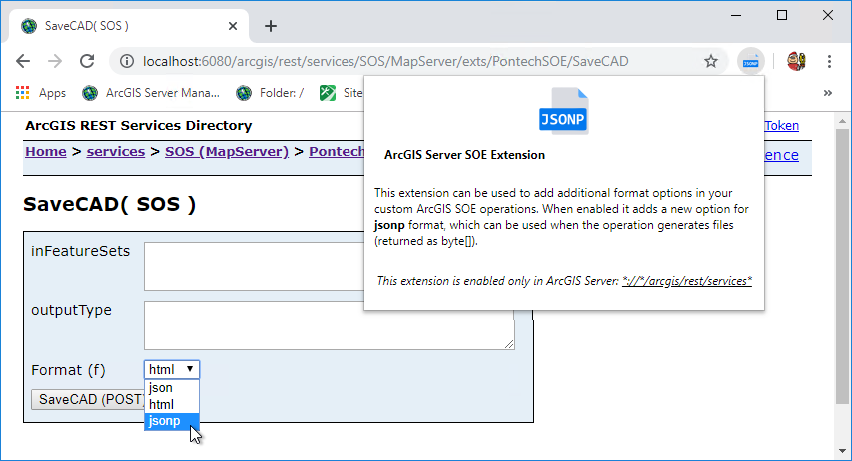 SaveCAD( SOS )
localhost:6080/arcgis/rest/services/SOS/MapServer/exts/PontechSOE/SaveCAD
JSONP
Apps
ArcGIS Server Mana...
Folder: /
Site
»
JSONP
ArcGIS Server SOE Extension
This extension can be used to add additional format options in your
custom ArcGIS SOE operations. When enabled it adds a new option for
jsonp format, which can be used when the operation generates files
(returned as byte[]).
This extension is enabled only in ArcGIS Server: *://*/arcgis/rest/services*
ArcGIS REST Services Directory
Token
Home > services > SOS (MapServer) > Pontech
ence
SaveCAD( SOS )
inFeatureSets
outputType
Format (f)
html
json
html
jsonp
SaveCAD (POST)